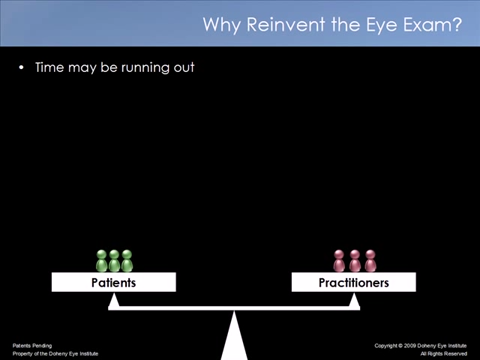 Why Reinvent the Eye Exam?
• Time may be running out
Patients
Practitioners
Patents Pending
Property of the Doheny Eye Institute
Copyright © 2009 Doheny Eye Institute
All Rights Reserved